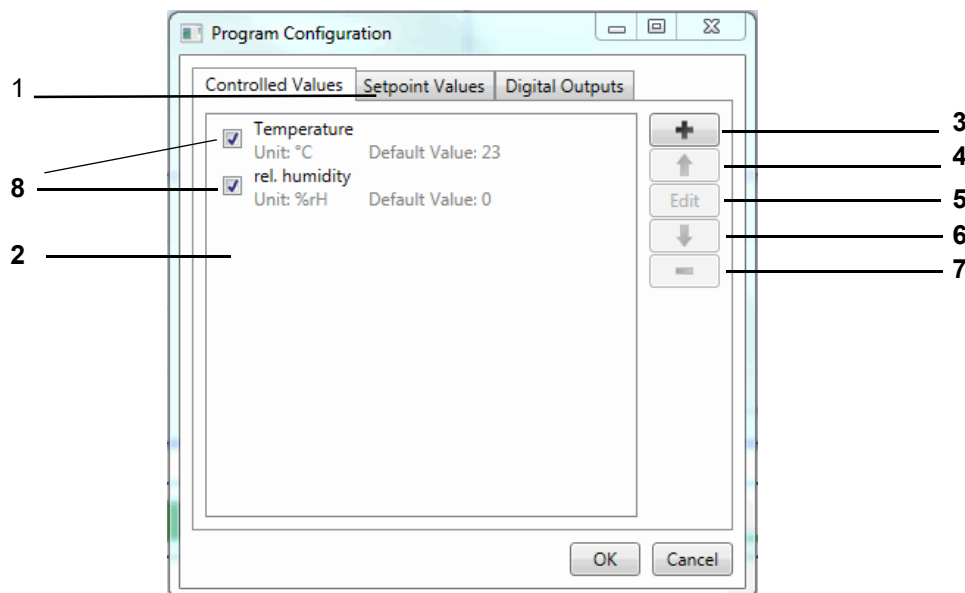 Program Configuration
Controlled Values Setpoint Values Digital Outputs
1
Temperature
Unit: °C Default Value: 23
rel. humidity
Unit: %rH Default Value: 0
8
2
3
4
Edit 5
6
7
OK Cancel